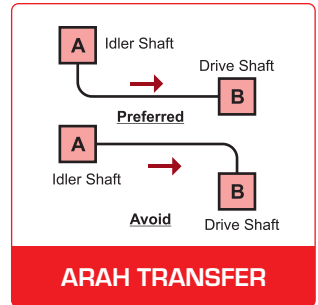 A Idler Shaft
Drive Shaft
B
Preferred
A
Idler Shaft
B
Avoid
Drive Shaft
ARAH TRANSFER